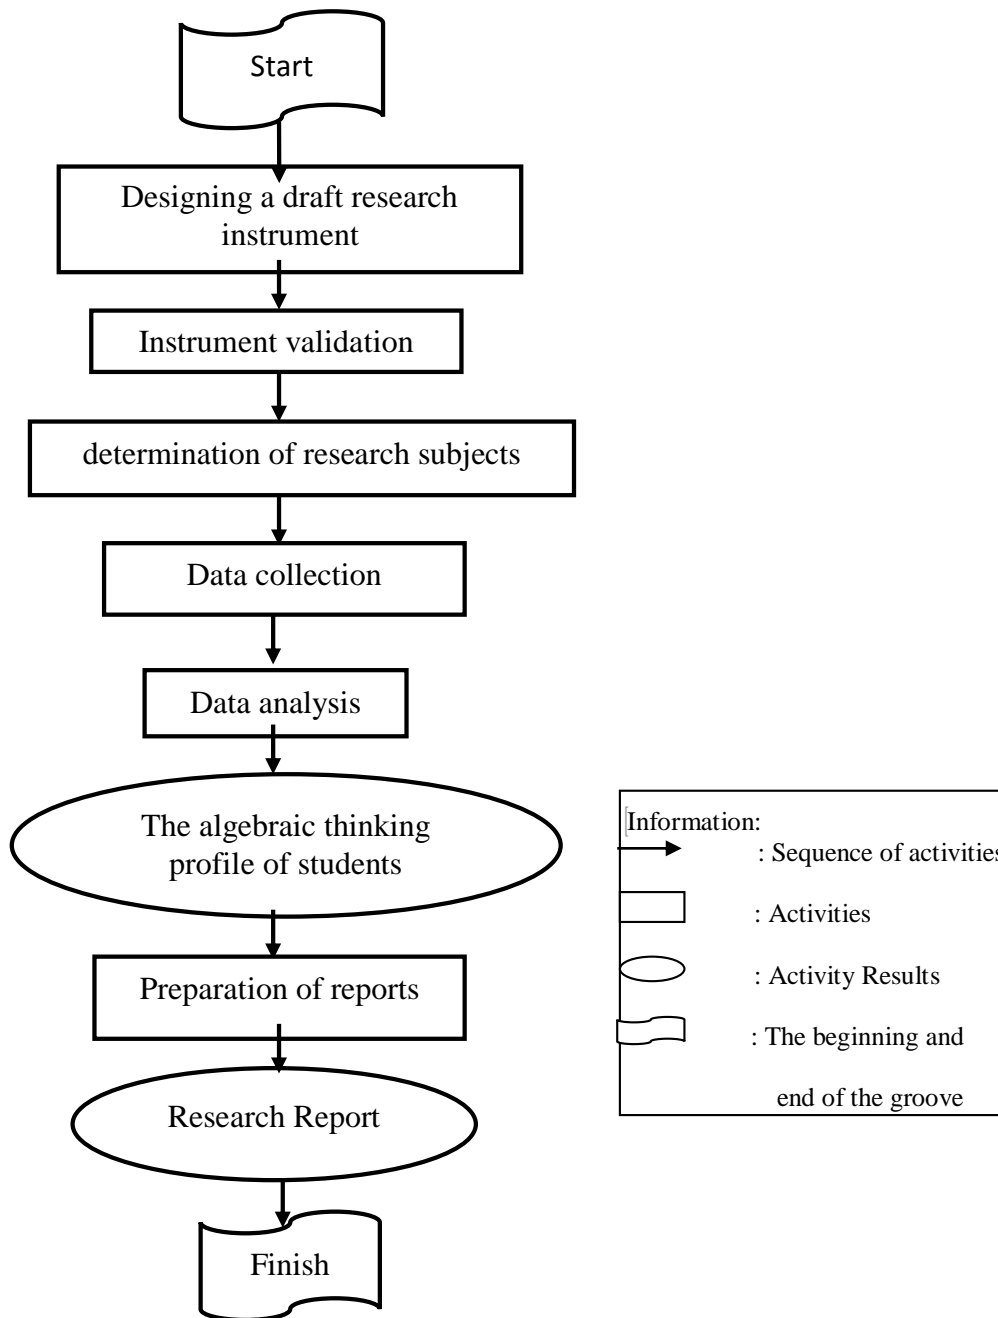 Start
Designing a draft research
instrument
Instrument validation
determination of research subjects
Data collection
Data analysis
The algebraic thinking
profile of students
Preparation of reports
Research Report
Finish
Information:
: Sequence of activities
: Activities
: Activity Results
: The beginning and
end of the groove